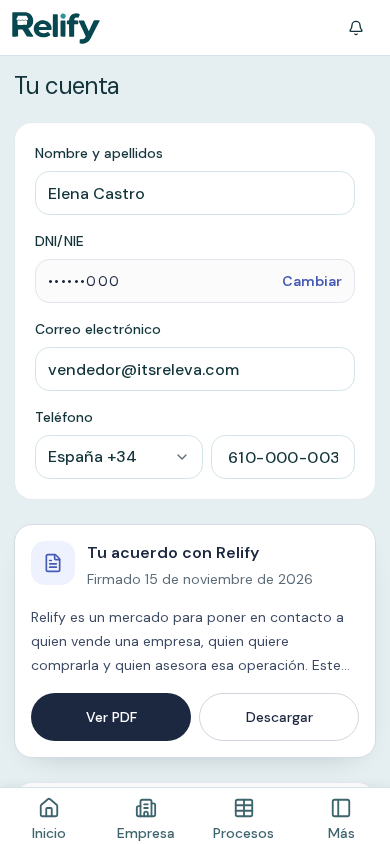 Relify
Tu cuenta
Nombre y apellidos
Elena Castro
DNI/NIE
••••••000
Cambiar
Correo electrónico
vendedor@itsreleva.com
Teléfono
España +34
610-000-003
Tu acuerdo con Relify
Firmado 15 de noviembre de 2026
Relify es un mercado para poner en contacto a
quien vende una empresa, quien quiere
comprarla y quien asesora esa operación. Este...
Ver PDF
Descargar
Inicio
Empresa
Procesos
Más